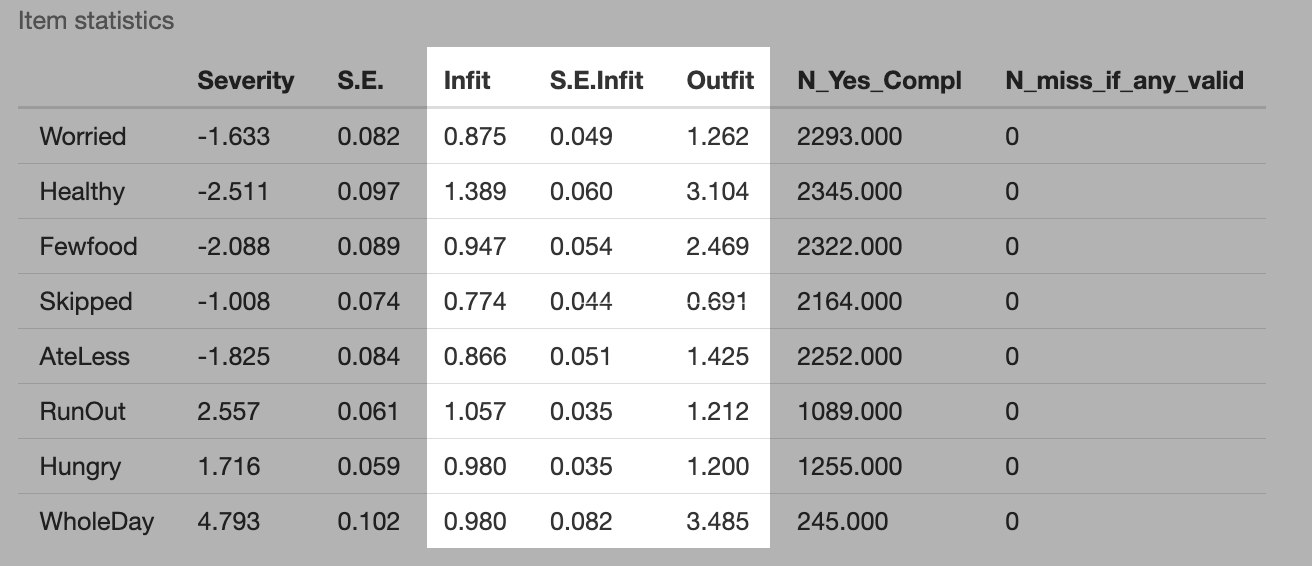 Item statistics
Severity S.E. Infit S.E.Infit Outfit N_Yes_Compl N_miss_if_any_valid
Worried -1.633 0.082 0.875 0.049 1.262 2293.000 0
Healthy -2.511 0.097 1.389 0.060 3.104 2345.000 0
Fewfood -2.088 0.089 0.947 0.054 2.469 2322.000 0
Skipped -1.008 0.074 0.774 0.044 0.691 2164.000 0
AteLess -1.825 0.084 0.866 0.051 1.425 2252.000 0
RunOut 2.557 0.061 1.057 0.035 1.212 1089.000 0
Hungry 1.716 0.059 0.980 0.035 1.200 1255.000 0
WholeDay 4.793 0.102 0.980 0.082 3.485 245.000 0